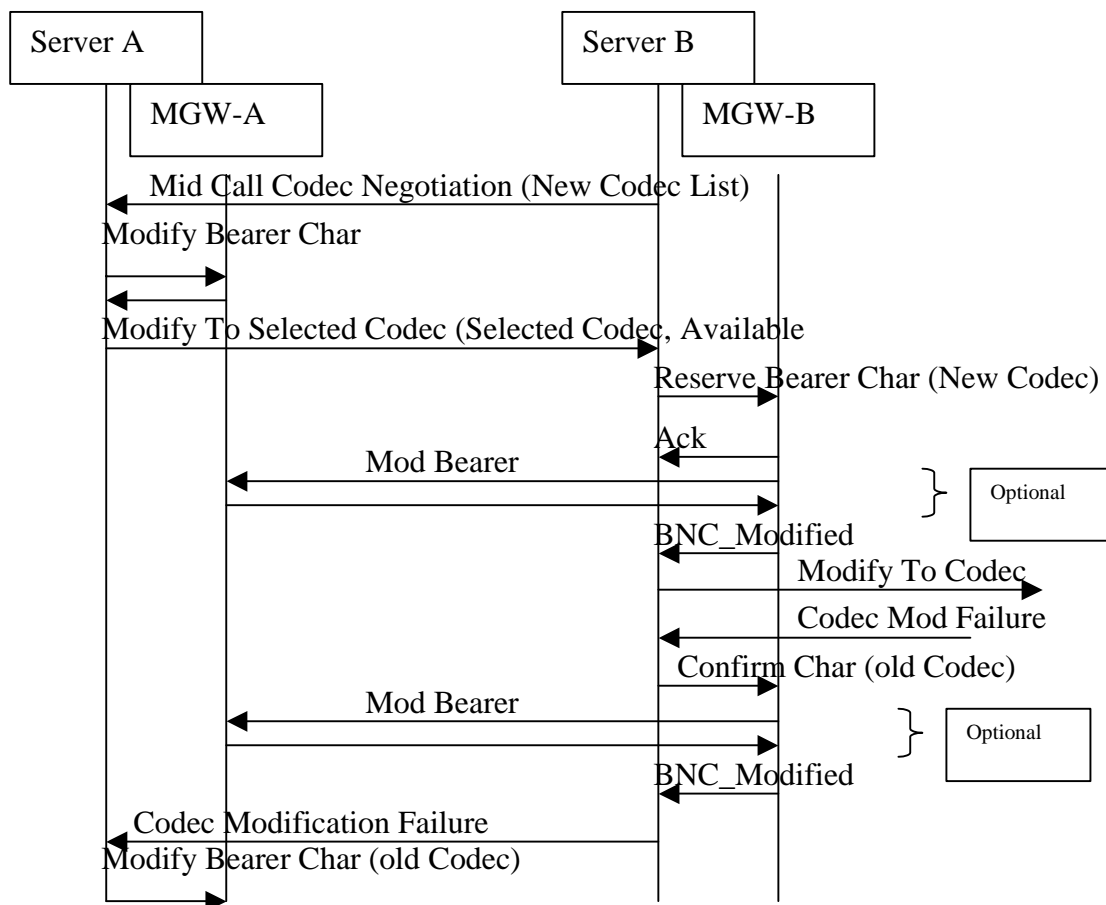 Server A
Server B
MGW-A
MGW-B
Mid Call Codec Negotiation (New Codec List)
Modify Bearer Char
Modify To Selected Codec (Selected Codec, Available
Reserve Bearer Char (New Codec)
Ack
Mod Bearer
Optional
BNC_Modified
Modify To Codec
Codec Mod Failure
Confirm Char (old Codec)
Mod Bearer
Optional
BNC_Modified
Codec Modification Failure
Modify Bearer Char (old Codec)